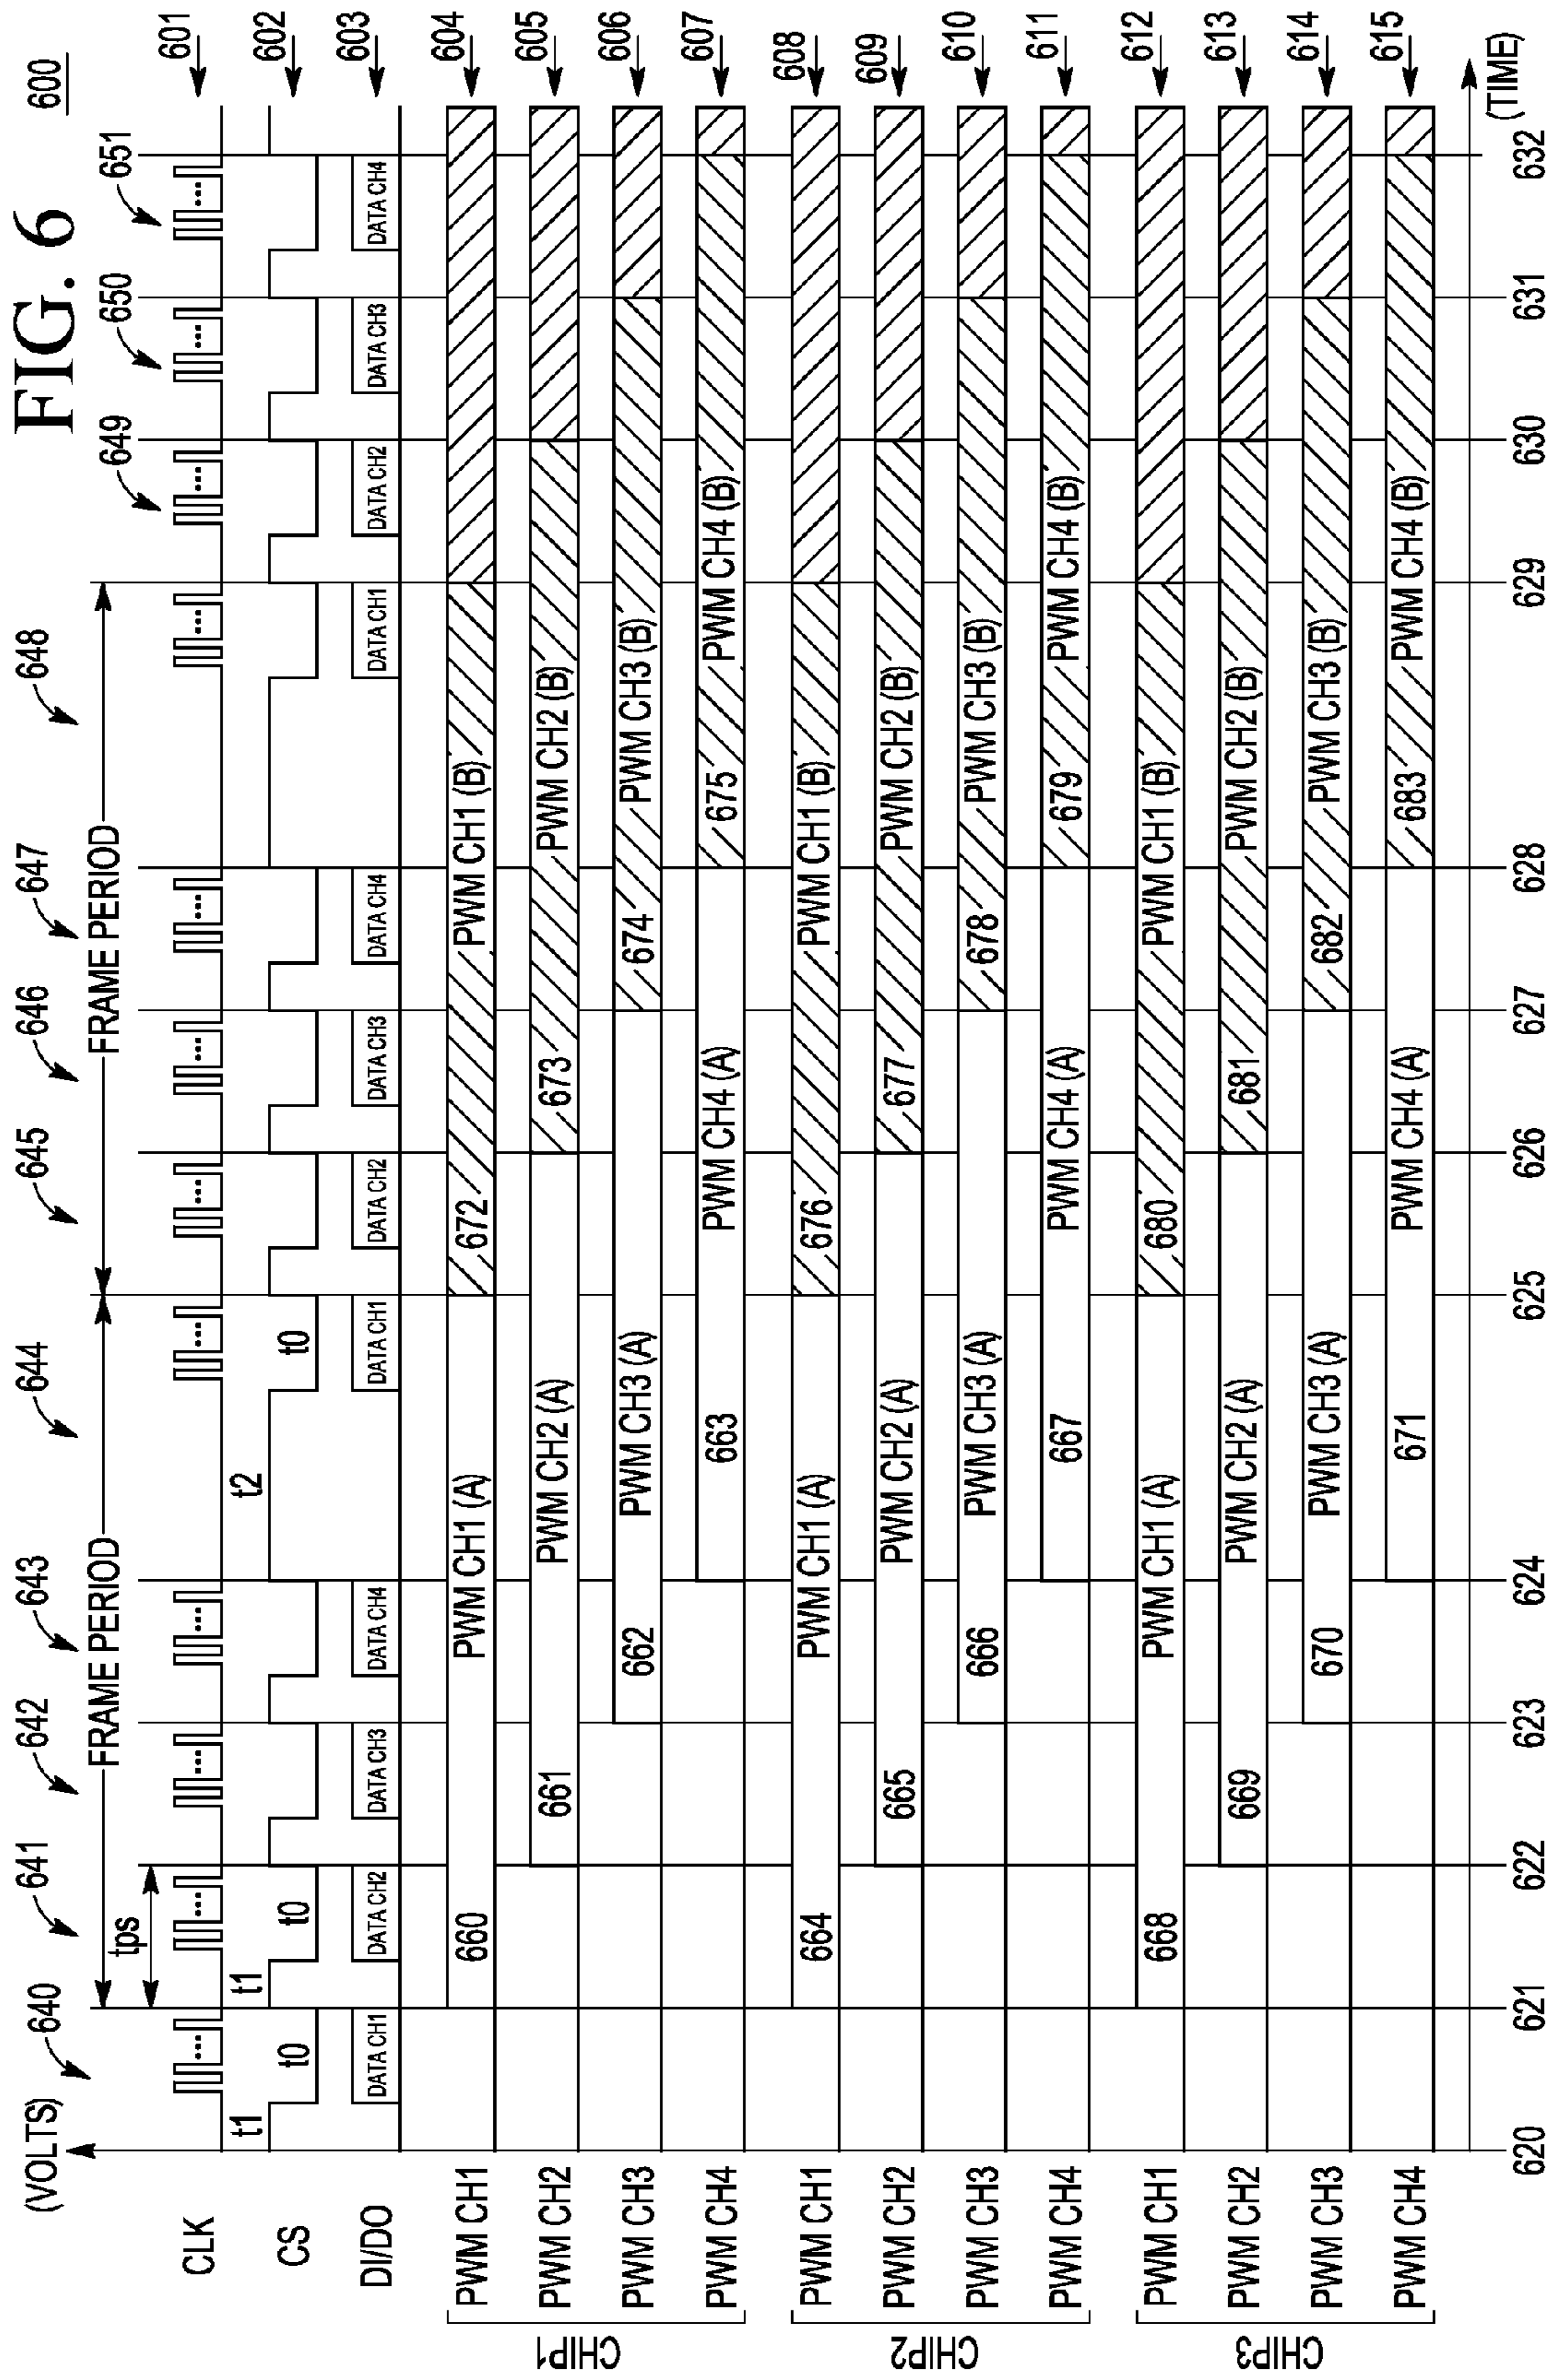 FIG. 6
600
(VOLTS)
640 641 642 643 644 645 646 647 648 649 650 651
FRAME PERIOD FRAME PERIOD
tps
CLK 601
t1 t1 t2
CS t0 t0 t0 602
DI/DO DATA CH1 DATA CH2 DATA CH3 DATA CH4 DATA CH1 DATA CH2 DATA CH3 DATA CH4 DATA CH1 DATA CH2 DATA CH3 DATA CH4 603
CHIP1
PWM CH1 660 PWM CH1 (A) 672 PWM CH1 (B) 604
PWM CH2 661 PWM CH2 (A) 673 PWM CH2 (B) 605
PWM CH3 662 PWM CH3 (A) 674 PWM CH3 (B) 606
PWM CH4 663 PWM CH4 (A) 675 PWM CH4 (B) 607
CHIP2
PWM CH1 664 PWM CH1 (A) 676 PWM CH1 (B) 608
PWM CH2 665 PWM CH2 (A) 677 PWM CH2 (B) 609
PWM CH3 666 PWM CH3 (A) 678 PWM CH3 (B) 610
PWM CH4 667 PWM CH4 (A) 679 PWM CH4 (B) 611
CHIP3
PWM CH1 668 PWM CH1 (A) 680 PWM CH1 (B) 612
PWM CH2 669 PWM CH2 (A) 681 PWM CH2 (B) 613
PWM CH3 670 PWM CH3 (A) 682 PWM CH3 (B) 614
PWM CH4 671 PWM CH4 (A) 683 PWM CH4 (B) 615
(TIME)
620 621 622 623 624 625 626 627 628 629 630 631 632